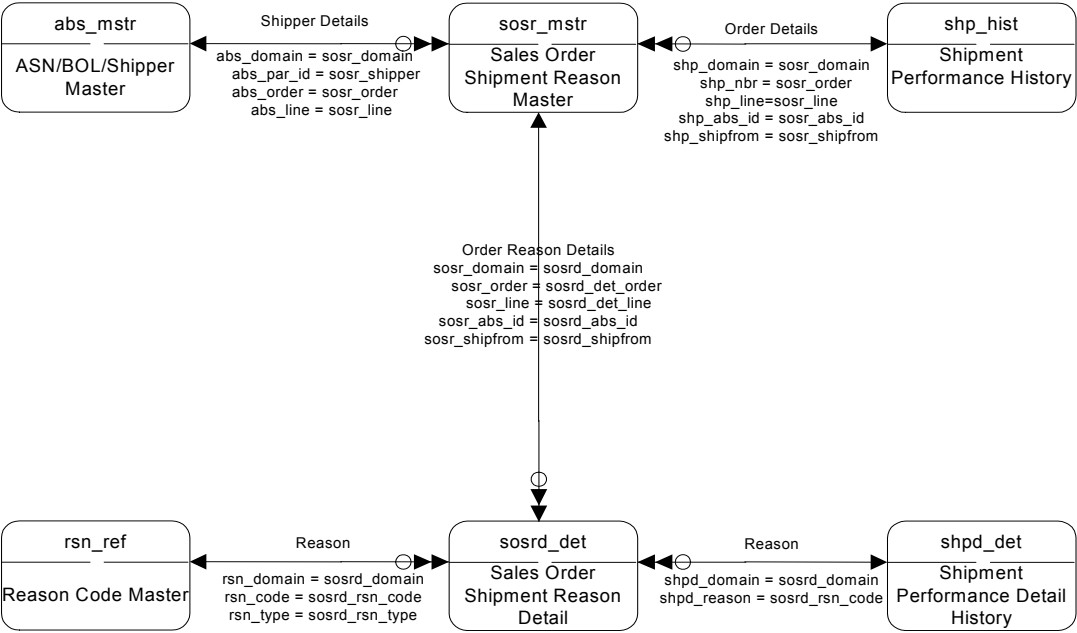 abs_mstr
ASN/BOL/Shipper
Master
Shipper Details
abs_domain = sosr_domain
abs_par_id = sosr_shipper
abs_order = sosr_order
abs_line = sosr_line
sosr_mstr
Sales Order
Shipment Reason
Master
Order Details
shp_domain = sosr_domain
shp_nbr = sosr_order
shp_line=sosr_line
shp_abs_id = sosr_abs_id
shp_shipfrom = sosr_shipfrom
shp_hist
Shipment
Performance History
Order Reason Details
sosr_domain = sosrd_domain
sosr_order = sosrd_det_order
sosr_line = sosrd_det_line
sosr_abs_id = sosrd_abs_id
sosr_shipfrom = sosrd_shipfrom
rsn_ref
Reason Code Master
Reason
rsn_domain = sosrd_domain
rsn_code = sosrd_rsn_code
rsn_type = sosrd_rsn_type
sosrd_det
Sales Order
Shipment Reason
Detail
Reason
shpd_domain = sosrd_domain
shpd_reason = sosrd_rsn_code
shpd_det
Shipment
Performance Detail
History